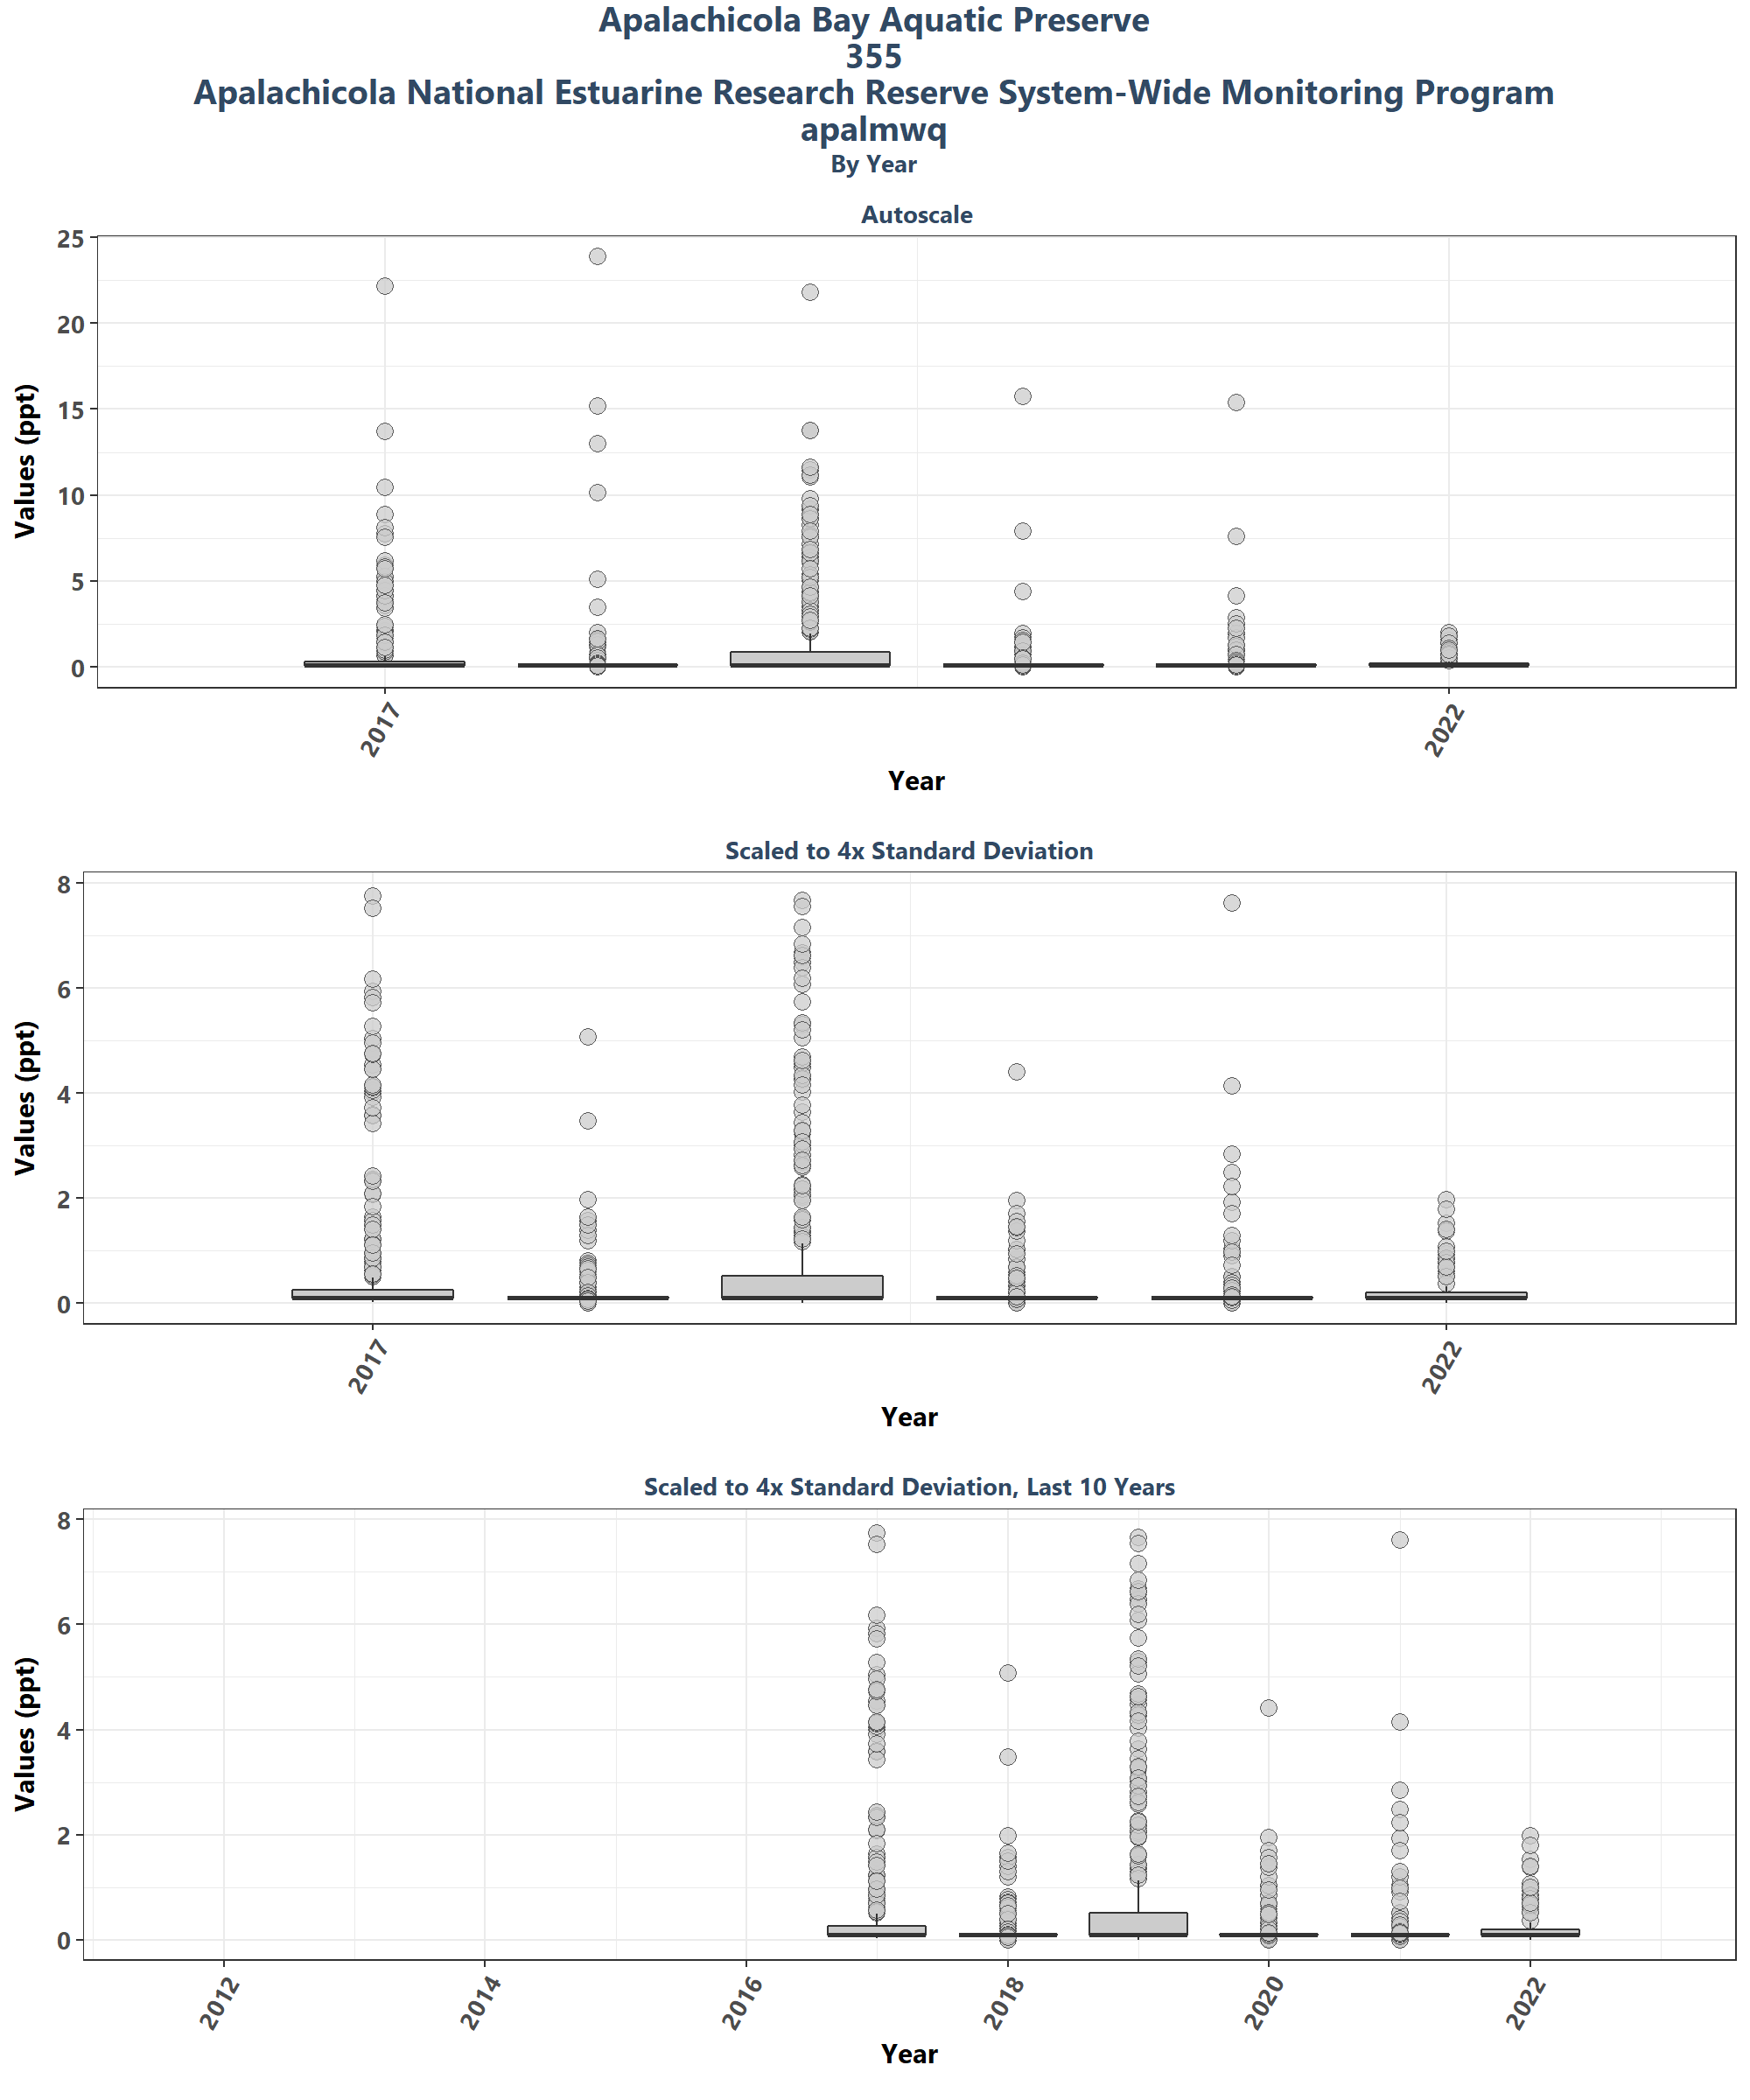 Apalachicola Bay Aquatic Preserve
355
Apalachicola National Estuarine Research Reserve System-Wide Monitoring Program
apalmwq
By Year
Autoscale
Values (ppt)
25
20
15
10
5
0
2017
2022
Year
Scaled to 4x Standard Deviation
Values (ppt)
8
6
4
2
0
2017
2022
Year
Scaled to 4x Standard Deviation, Last 10 Years
Values (ppt)
8
6
4
2
0
2012
2014
2016
2018
2020
2022
Year